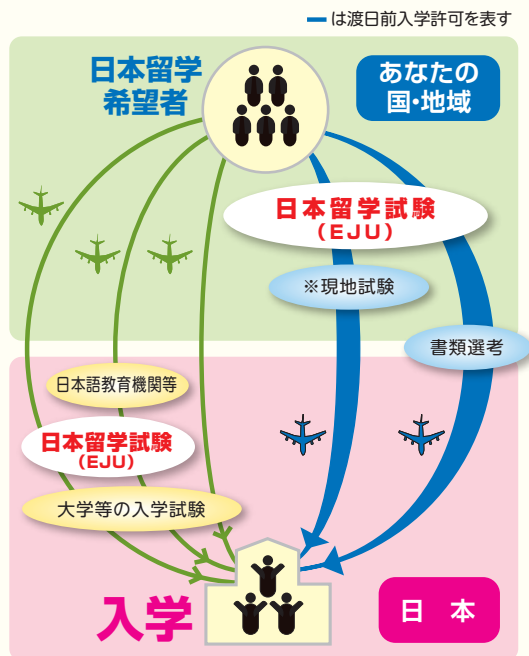 は渡日前入学許可を表す
日本留学
希望者
あなたの
国・地域
日本留学試験
(EJU)
※現地試験
書類選考
日本語教育機関等
日本留学試験
(EJU)
大学等の入学試験
入学
日 本